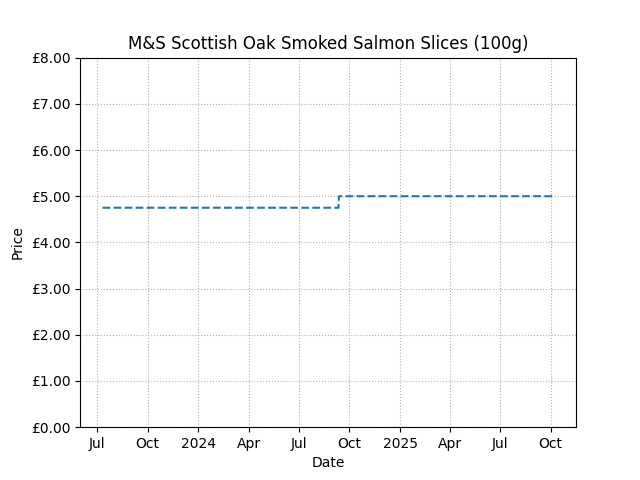 M&S Scottish Oak Smoked Salmon Slices (100g)
£8.00
£7.00
£6.00
£5.00
£4.00
£3.00
£2.00
£1.00
£0.00
Price
Jul Oct 2024 Apr Jul Oct 2025 Apr Jul Oct
Date